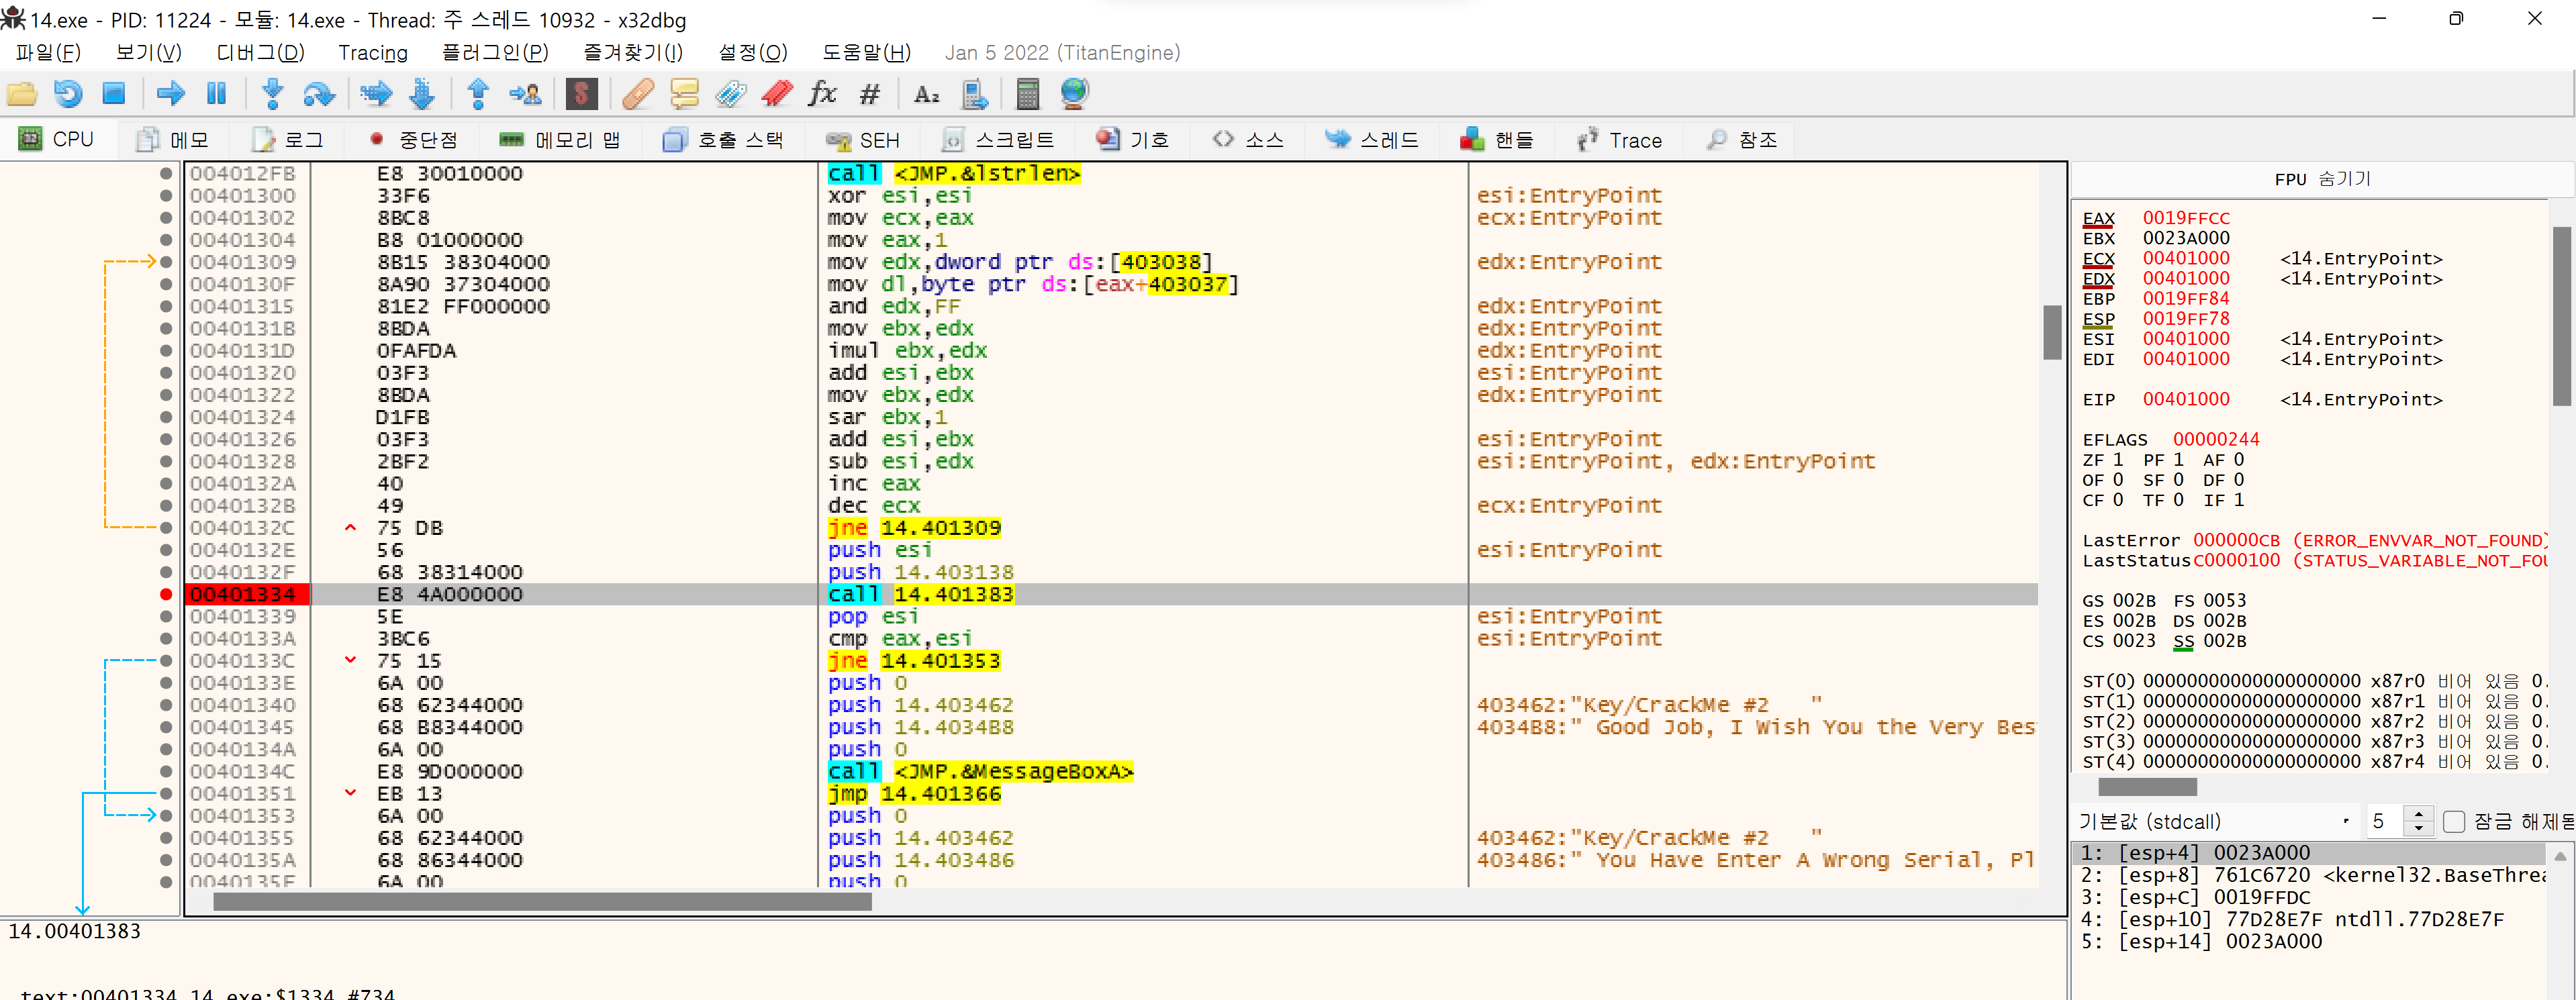 14.exe - PID: 11224 - 모듈: 14.exe - Thread: 주 스레드 10932 - x32dbg
파일(F) 보기(V) 디버그(D) Tracing 플러그인(P) 즐겨찾기(I) 설정(O) 도움말(H) Jan 5 2022 (TitanEngine)
CPU 메모 로그 중단점 메모리 맵 호출 스택 SEH 스크립트 기호 소스 스레드 핸들 Trace 참조
004012FB E8 30010000 call <JMP.&lstrlen>
00401300 33F6 xor esi,esi esi:EntryPoint
00401302 8BC8 mov ecx,eax ecx:EntryPoint
00401304 B8 01000000 mov eax,1
00401309 8B15 38304000 mov edx,dword ptr ds:[403038] edx:EntryPoint
0040130F 8A90 37304000 mov dl,byte ptr ds:[eax+403037]
00401315 81E2 FF000000 and edx,FF edx:EntryPoint
0040131B 8BDA mov ebx,edx edx:EntryPoint
0040131D 0FAFDA imul ebx,edx edx:EntryPoint
00401320 03F3 add esi,ebx esi:EntryPoint
00401322 8BDA mov ebx,edx edx:EntryPoint
00401324 D1FB sar ebx,1
00401326 03F3 add esi,ebx esi:EntryPoint
00401328 2BF2 sub esi,edx esi:EntryPoint, edx:EntryPoint
0040132A 40 inc eax
0040132B 49 dec ecx ecx:EntryPoint
0040132C 75 DB jne 14.401309
0040132E 56 push esi esi:EntryPoint
0040132F 68 38314000 push 14.403138
00401334 E8 4A000000 call 14.401383
00401339 5E pop esi esi:EntryPoint
0040133A 3BC6 cmp eax,esi esi:EntryPoint
0040133C 75 15 jne 14.401353
0040133E 6A 00 push 0
00401340 68 62344000 push 14.403462 403462:"Key/CrackMe #2   "
00401345 68 B8344000 push 14.4034B8 4034B8:" Good Job, I Wish You the Very Bes
0040134A 6A 00 push 0
0040134C E8 9D000000 call <JMP.&MessageBoxA>
00401351 EB 13 jmp 14.401366
00401353 6A 00 push 0
00401355 68 62344000 push 14.403462 403462:"Key/CrackMe #2   "
0040135A 68 86344000 push 14.403486 403486:" You Have Enter A Wrong Serial, Pl
0040135F 6A 00 push 0
14.00401383
.text:00401334 14.exe:$1334 #734
FPU 숨기기
EAX 0019FFCC
EBX 0023A000
ECX 00401000 <14.EntryPoint>
EDX 00401000 <14.EntryPoint>
EBP 0019FF84
ESP 0019FF78
ESI 00401000 <14.EntryPoint>
EDI 00401000 <14.EntryPoint>
EIP 00401000 <14.EntryPoint>
EFLAGS 00000244
ZF 1 PF 1 AF 0
OF 0 SF 0 DF 0
CF 0 TF 0 IF 1
LastError 000000CB (ERROR_ENVVAR_NOT_FOUND)
LastStatus C0000100 (STATUS_VARIABLE_NOT_FOU
GS 002B FS 0053
ES 002B DS 002B
CS 0023 SS 002B
ST(0) 00000000000000000000 x87r0 비어 있음 0.
ST(1) 00000000000000000000 x87r1 비어 있음 0.
ST(2) 00000000000000000000 x87r2 비어 있음 0.
ST(3) 00000000000000000000 x87r3 비어 있음 0.
ST(4) 00000000000000000000 x87r4 비어 있음 0.
기본값 (stdcall) 5 잠금 해제됨
1: [esp+4] 0023A000
2: [esp+8] 761C6720 <kernel32.BaseThrea
3: [esp+C] 0019FFDC
4: [esp+10] 77D28E7F ntdll.77D28E7F
5: [esp+14] 0023A000